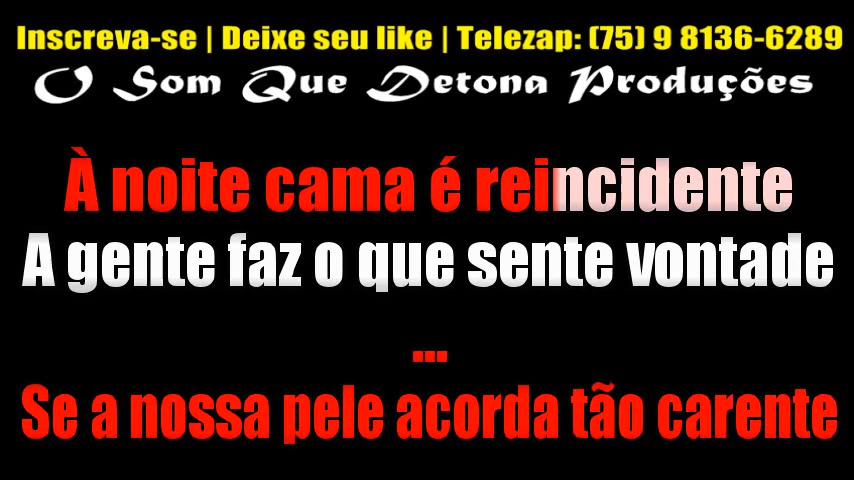 Inscreva-se | Deixe seu like | Telezap: (75) 9 8136-6289
O Som Que Detona Produções
À noite cama é reincidente
A gente faz o que sente vontade
...
Se a nossa pele acorda tão carente